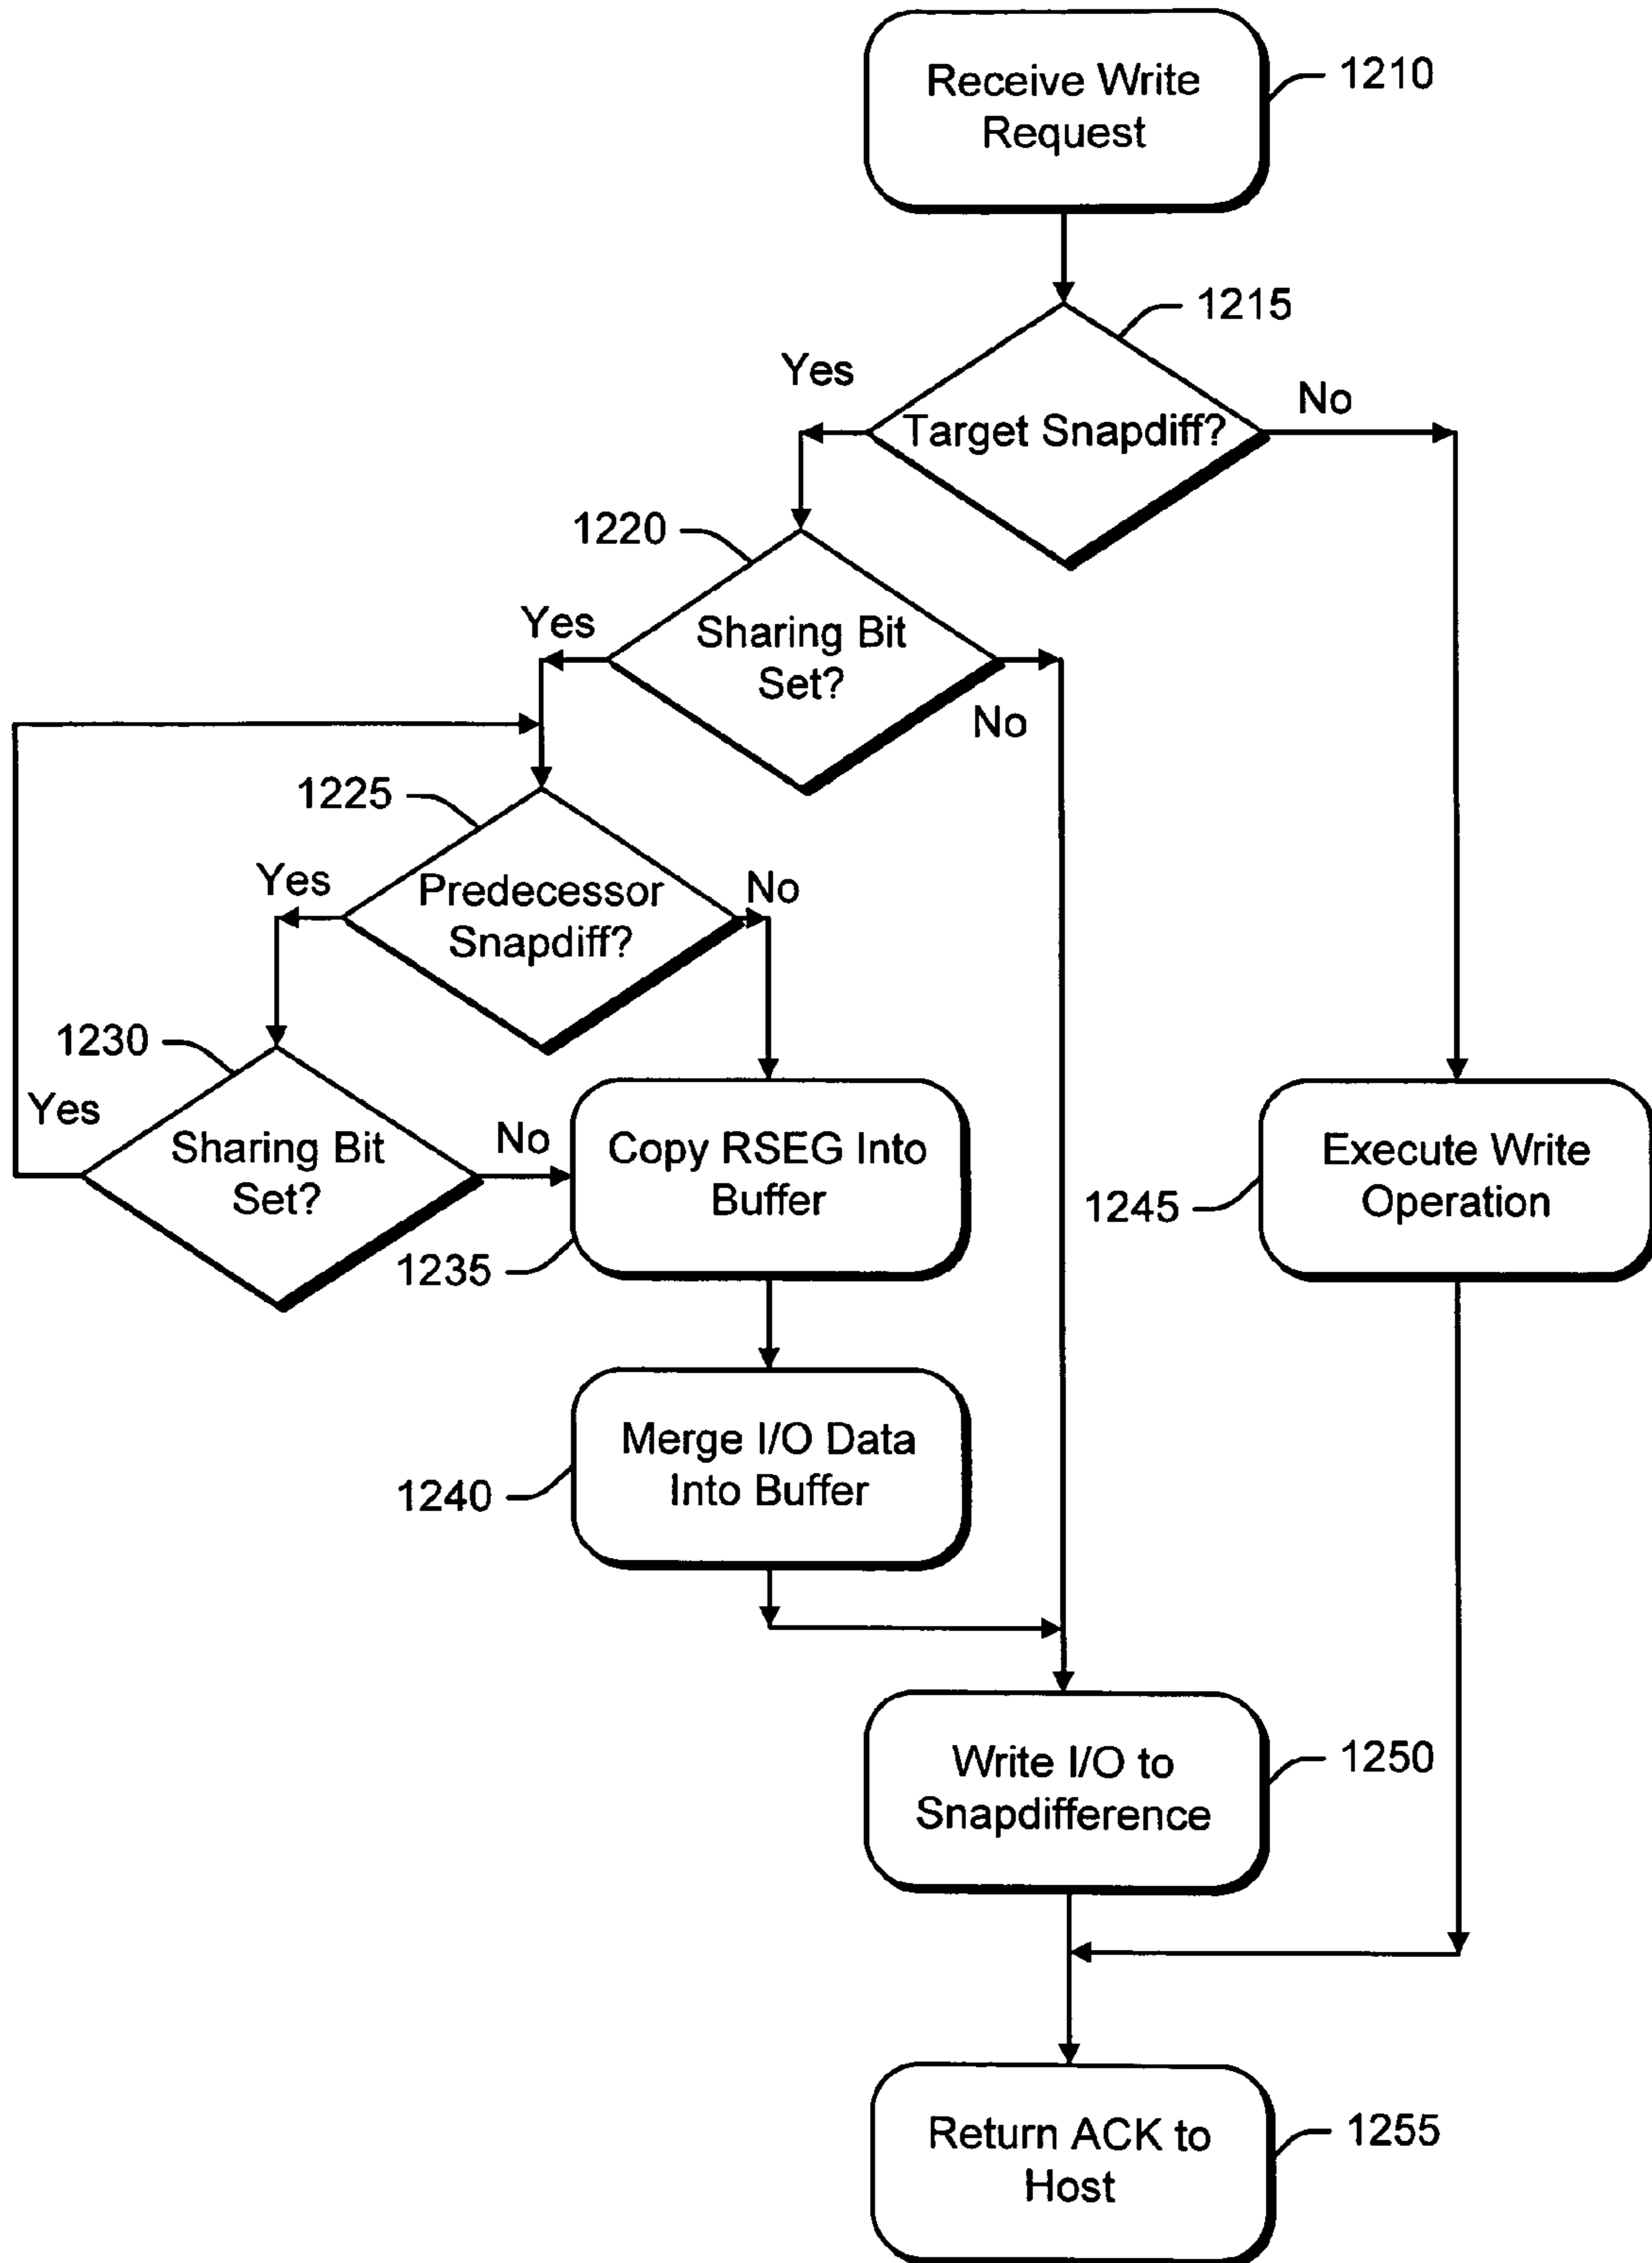 Receive Write
Request
1210
1215
Yes
Target Snapdiff?
No
1220
Yes
Sharing Bit
Set?
No
1225
Yes
Predecessor
Snapdiff?
No
1230
Yes
Sharing Bit
Set?
No
Copy RSEG Into
Buffer
1235
Execute Write
Operation
1245
Merge I/O Data
Into Buffer
1240
Write I/O to
Snapdifference
1250
Return ACK to
Host
1255